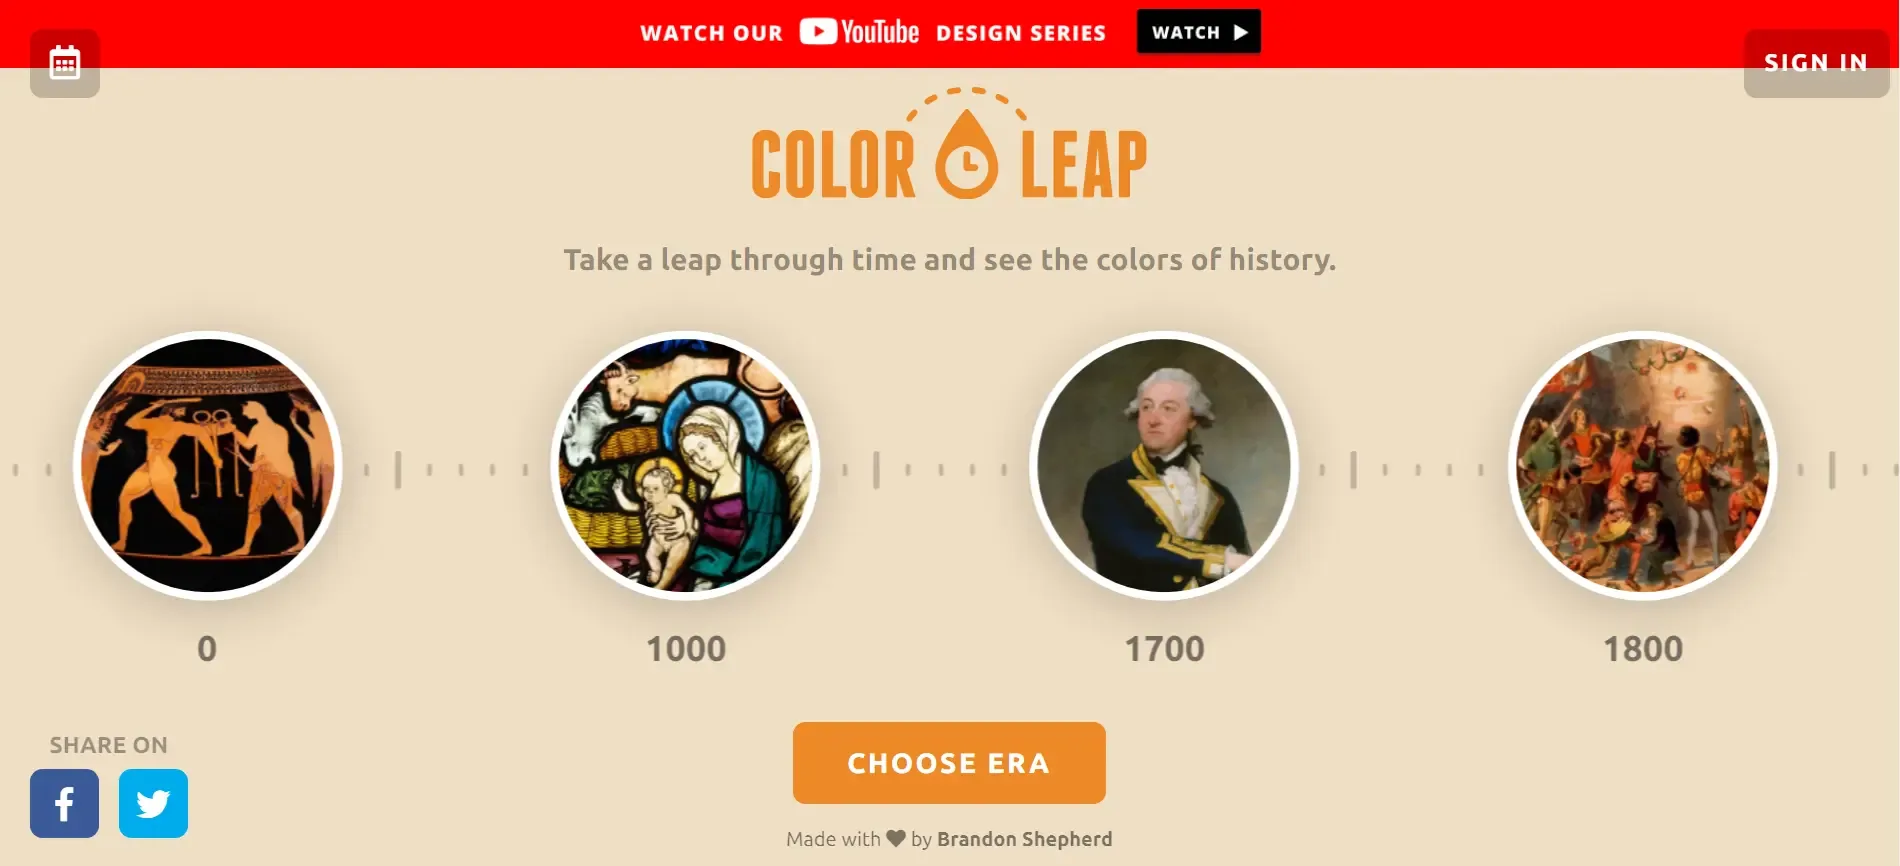 WATCH OUR YouTube DESIGN SERIES WATCH
SIGN IN
COLOR LEAP
Take a leap through time and see the colors of history.
0 1000 1700 1800
SHARE ON
CHOOSE ERA
Made with by Brandon Shepherd